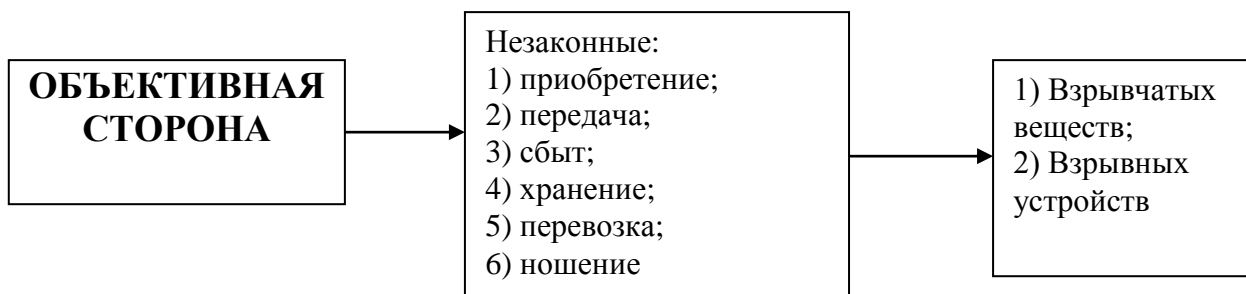 ОБЪЕКТИВНАЯ
СТОРОНА
Незаконные:
1) приобретение;
2) передача;
3) сбыт;
4) хранение;
5) перевозка;
6) ношение
1) Взрывчатых
веществ;
2) Взрывных
устройств